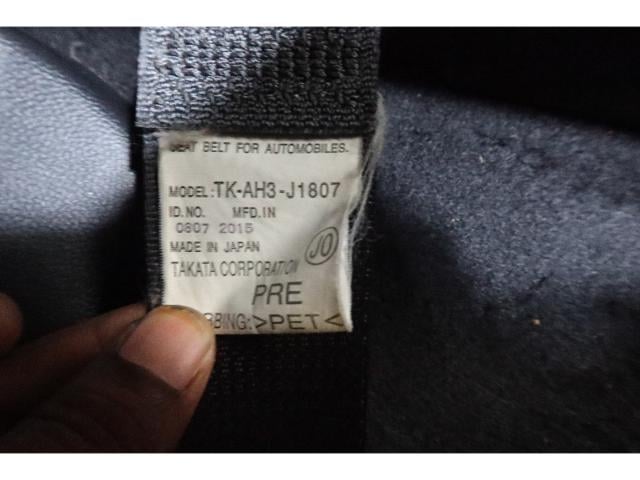 SEAT BELT FOR AUTOMOBILES.
MODEL:TK-AH3-J1807
ID.NO. MFD.IN
0807 2015
MADE IN JAPAN JO
TAKATA CORPORATION
PRE
>PET<